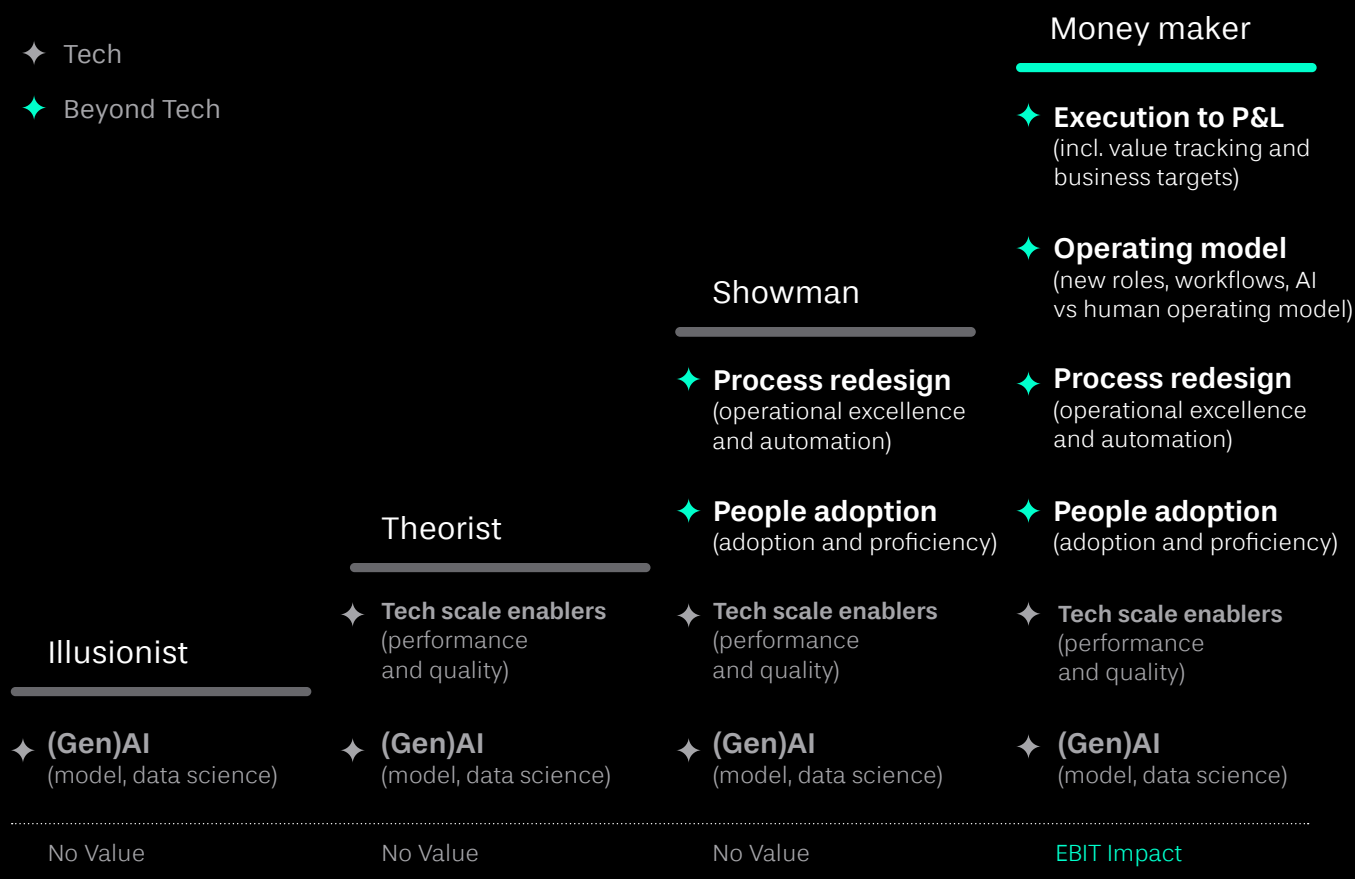 Tech
Beyond Tech
Illusionist
(Gen)AI
(model, data science)
No Value
Theorist
Tech scale enablers
(performance
and quality)
(Gen)AI
(model, data science)
No Value
Showman
Process redesign
(operational excellence
and automation)
People adoption
(adoption and proficiency)
Tech scale enablers
(performance
and quality)
(Gen)AI
(model, data science)
No Value
Money maker
Execution to P&L
(incl. value tracking and
business targets)
Operating model
(new roles, workflows, AI
vs human operating model)
Process redesign
(operational excellence
and automation)
People adoption
(adoption and proficiency)
Tech scale enablers
(performance
and quality)
(Gen)AI
(model, data science)
EBIT Impact